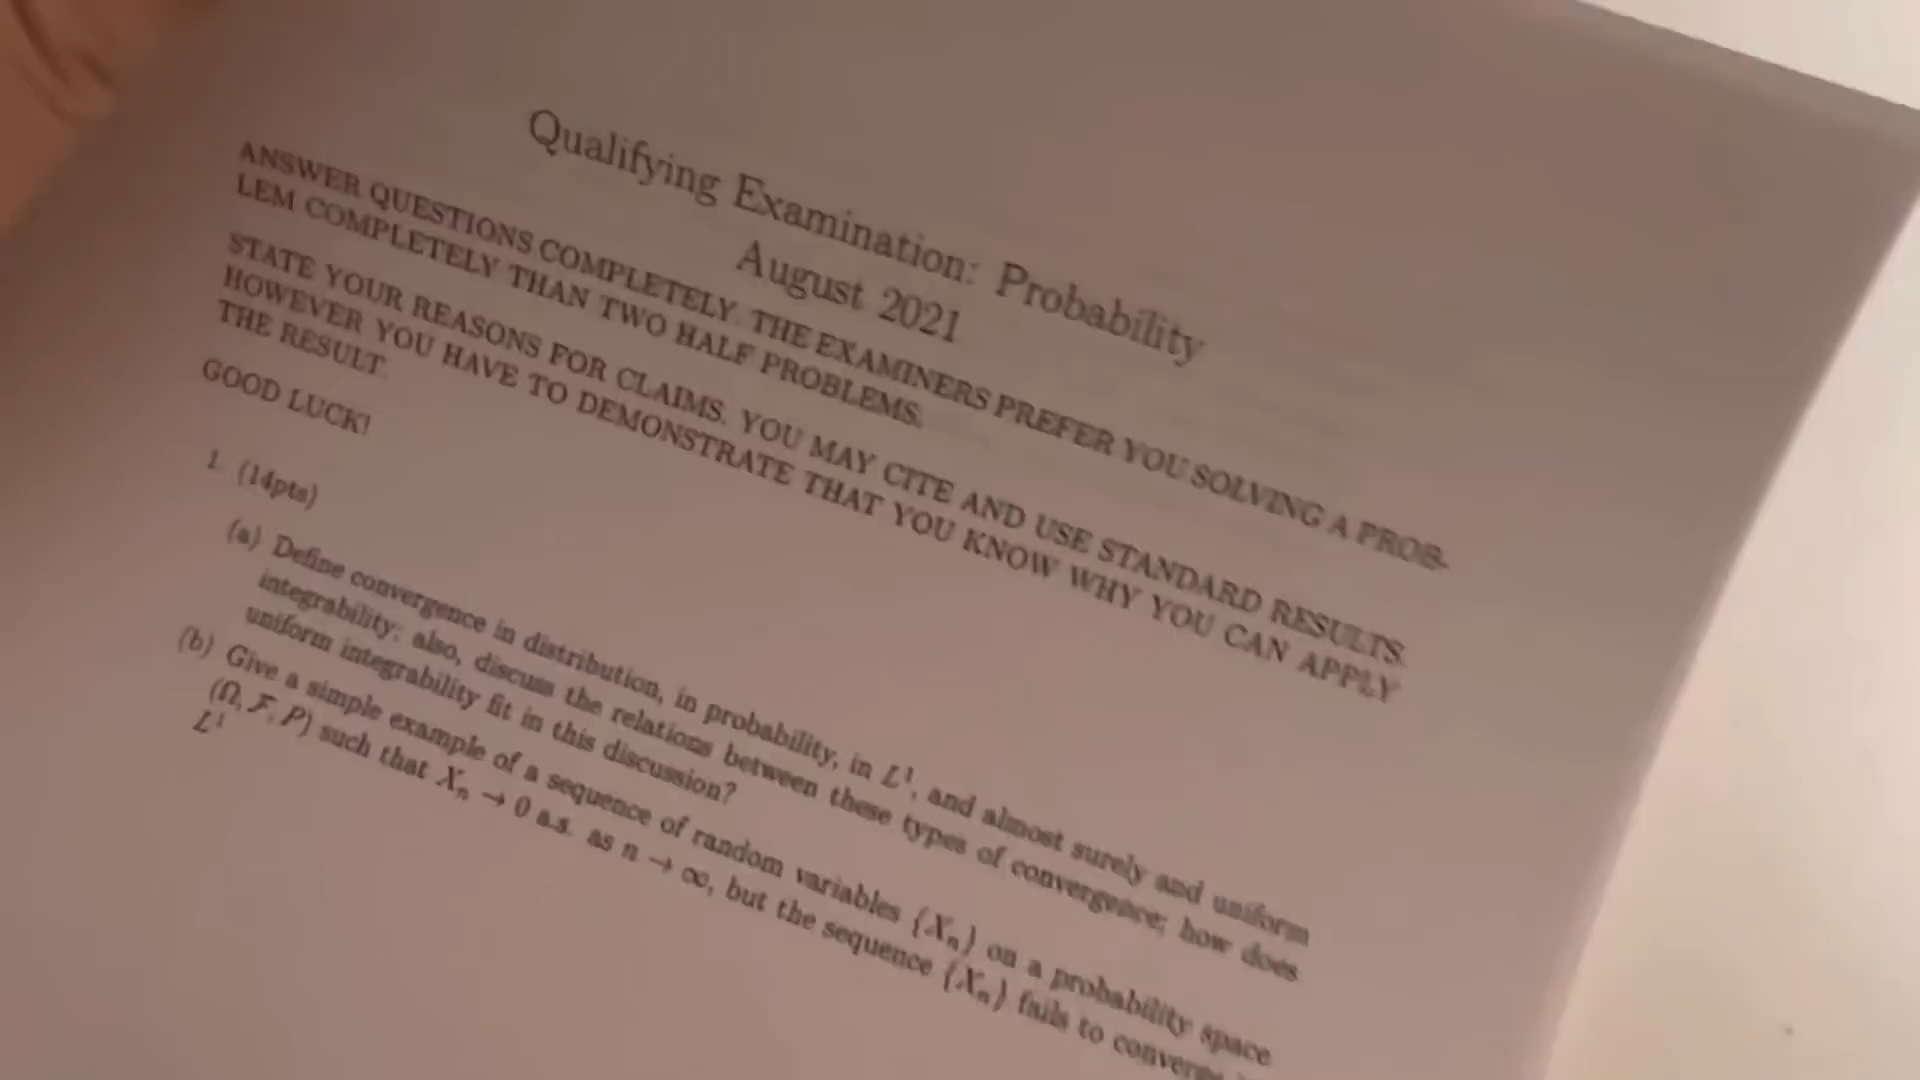 Qualifying Examination: Probability
August 2021
ANSWER QUESTIONS COMPLETELY. THE EXAMINERS PREFER YOU SOLVING A PROB-
LEM COMPLETELY THAN TWO HALF PROBLEMS.
STATE YOUR REASONS FOR CLAIMS. YOU MAY CITE AND USE STANDARD RESULTS.
HOWEVER YOU HAVE TO DEMONSTRATE THAT YOU KNOW WHY YOU CAN APPLY
THE RESULT.
GOOD LUCK!
1. (14pts)
(a) Define convergence in distribution, in probability, in L¹, and almost surely and uniform
integrability; also, discuss the relations between these types of convergence; how does
uniform integrability fit in this discussion?
(b) Give a simple example of a sequence of random variables {Xₙ} on a probability space
(Ω, F, P) such that Xₙ → 0 a.s. as n → ∞, but the sequence {Xₙ} fails to converge
L¹